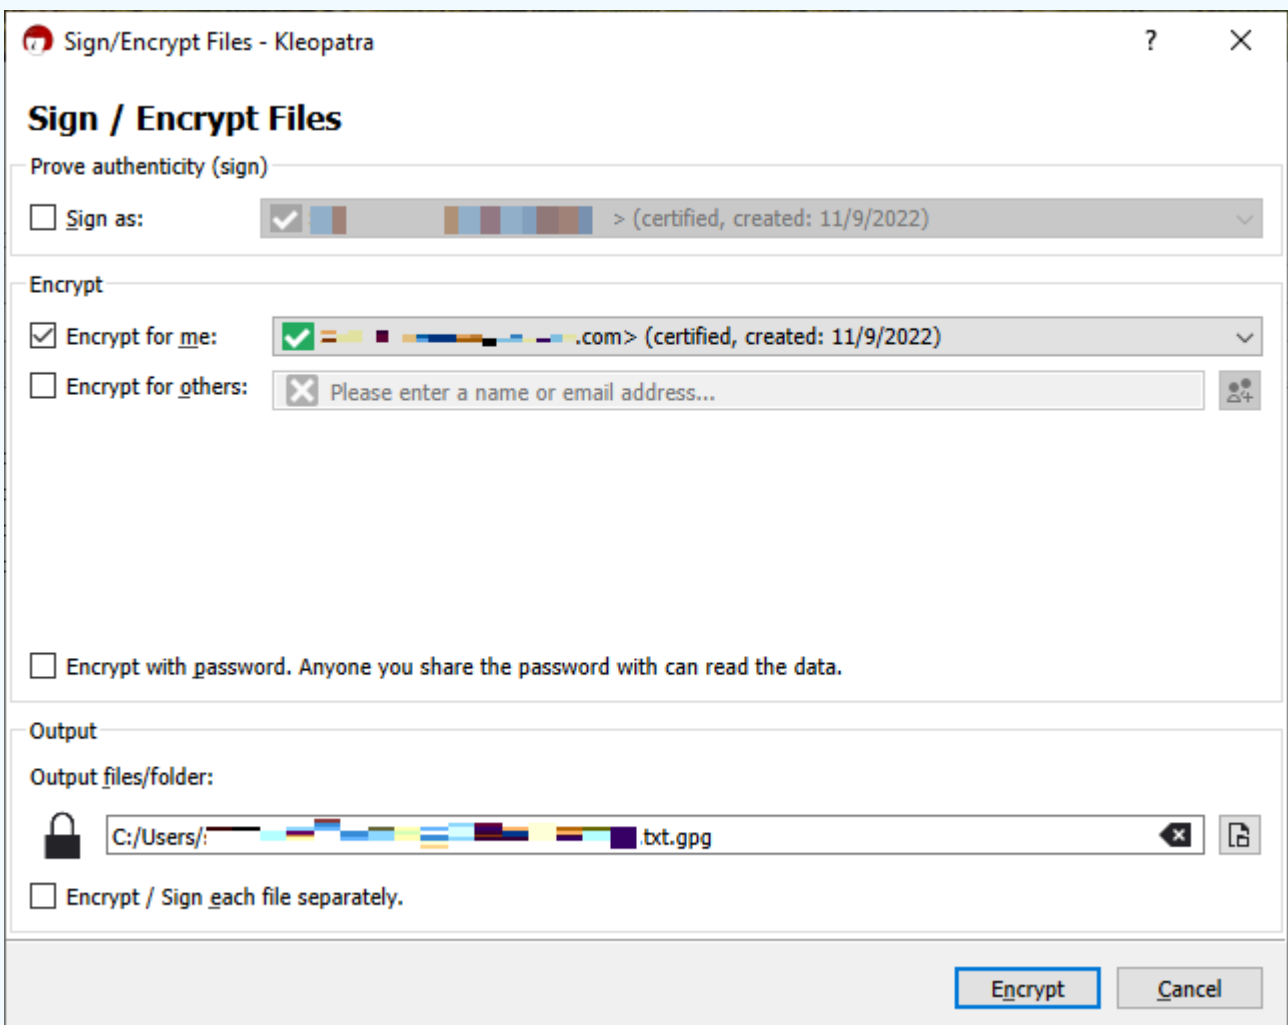 Sign/Encrypt Files - Kleopatra
Sign / Encrypt Files
Prove authenticity (sign)
Sign as: > (certified, created: 11/9/2022)
Encrypt
Encrypt for me: .com> (certified, created: 11/9/2022)
Encrypt for others: Please enter a name or email address...
Encrypt with password. Anyone you share the password with can read the data.
Output
Output files/folder:
C:/Users/ .txt.gpg
Encrypt / Sign each file separately.
Encrypt Cancel